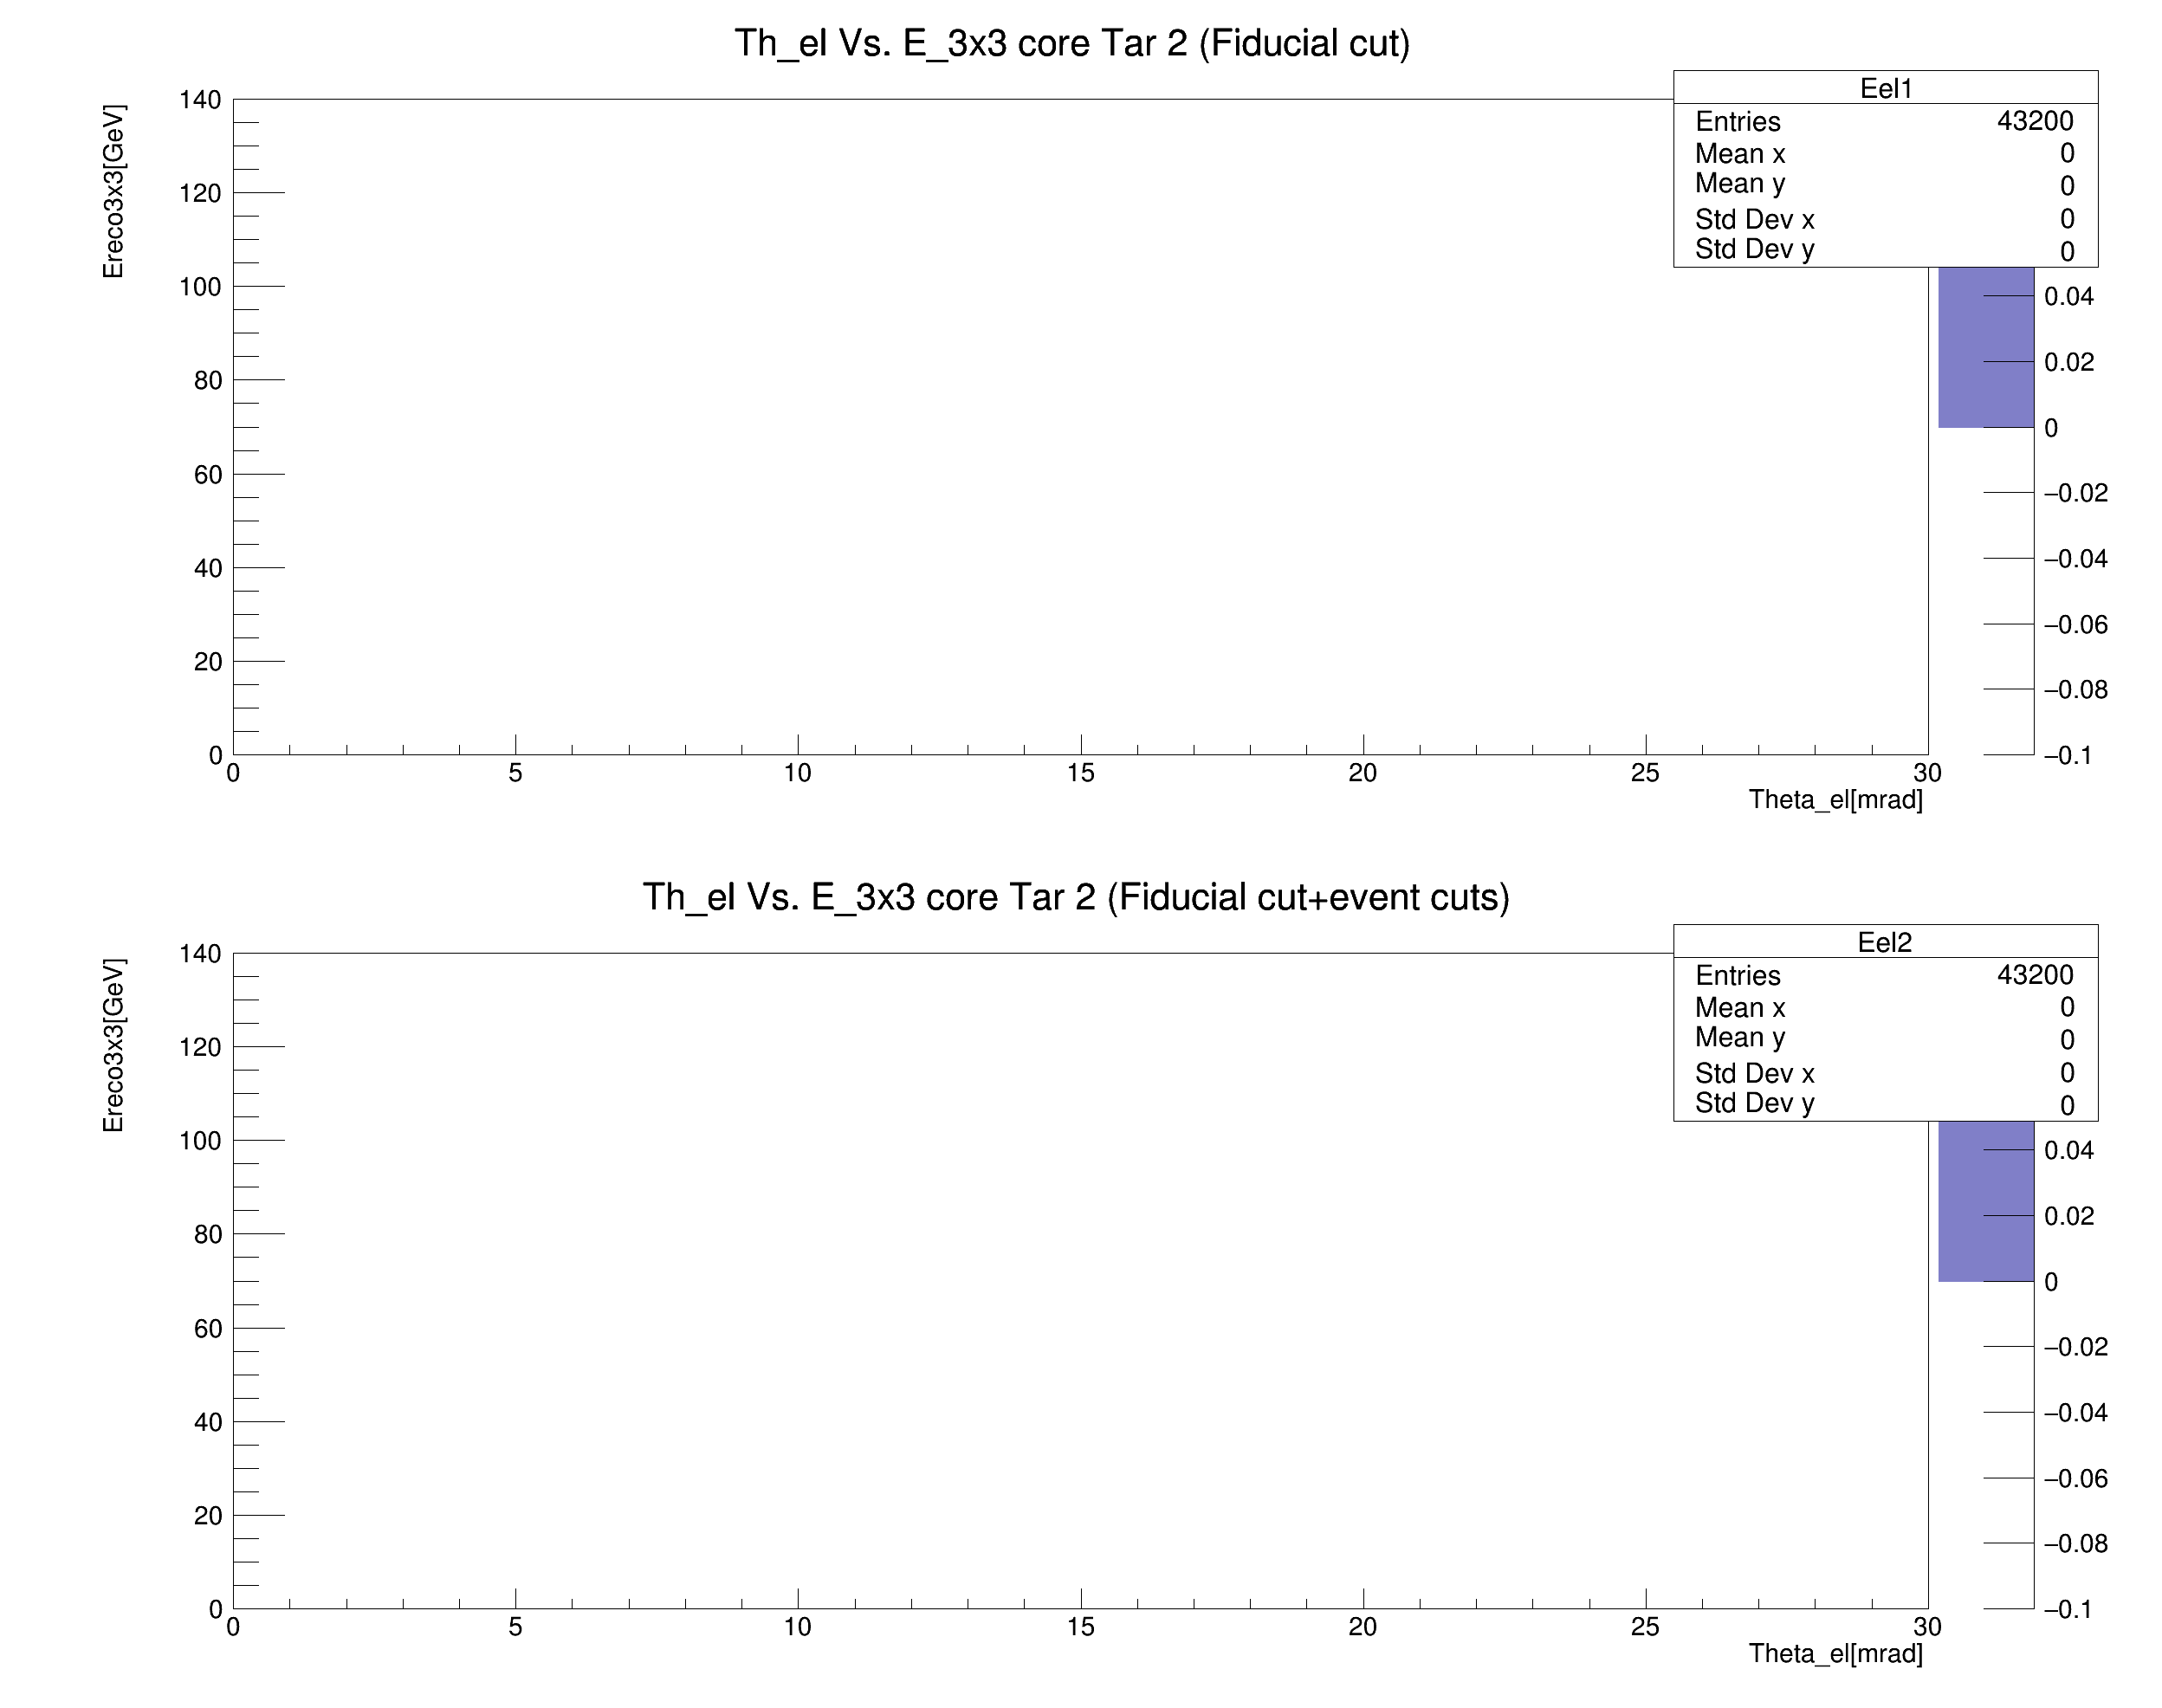 Th_el Vs. E_3x3 core Tar 2 (Fiducial cut)
Ereco3x3[GeV]
140
120
100
80
60
40
20
0
0 5 10 15 20 25 30
Theta_el[mrad]
Eel1
Entries 43200
Mean x 0
Mean y 0
Std Dev x 0
Std Dev y 0
0.04
0.02
0
−0.02
−0.04
−0.06
−0.08
−0.1
Th_el Vs. E_3x3 core Tar 2 (Fiducial cut+event cuts)
Ereco3x3[GeV]
140
120
100
80
60
40
20
0
0 5 10 15 20 25 30
Theta_el[mrad]
Eel2
Entries 43200
Mean x 0
Mean y 0
Std Dev x 0
Std Dev y 0
0.04
0.02
0
−0.02
−0.04
−0.06
−0.08
−0.1